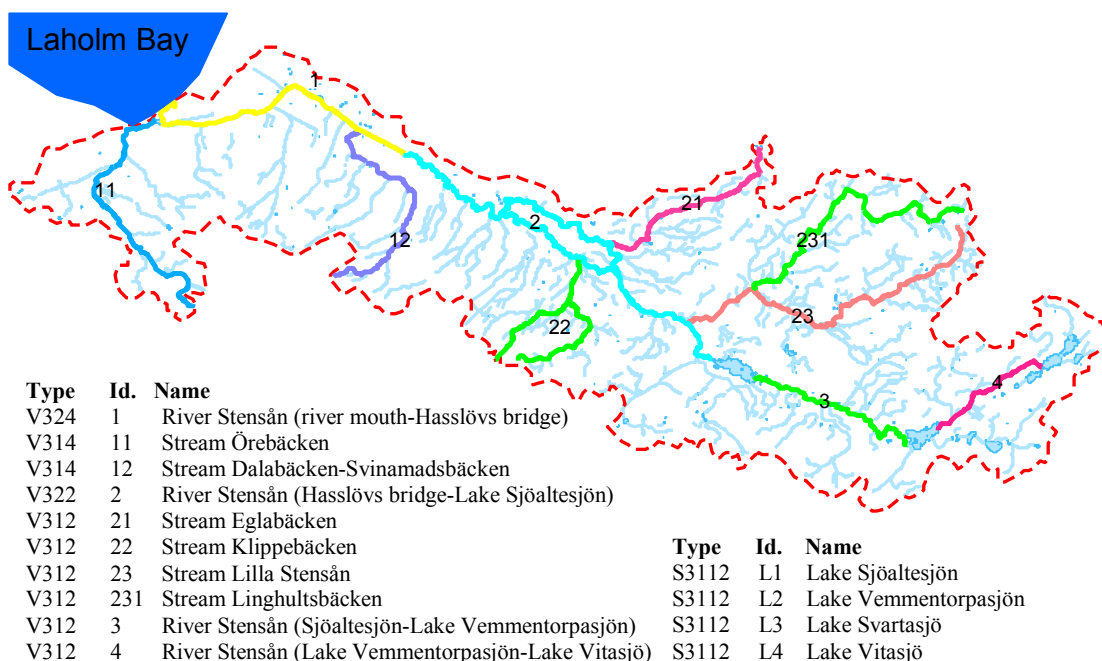 Laholm Bay
1
11
12
2
21
231
22
23
3
4
Type Id. Name
V324 1 River Stensån (river mouth-Hasslövs bridge)
V314 11 Stream Örebäcken
V314 12 Stream Dalabäcken-Svinamadsbäcken
V322 2 River Stensån (Hasslövs bridge-Lake Sjöaltesjön)
V312 21 Stream Eglabäcken
V312 22 Stream Klippebäcken
V312 23 Stream Lilla Stensån
V312 231 Stream Linghultsbäcken
V312 3 River Stensån (Sjöaltesjön-Lake Vemmentorpasjön)
V312 4 River Stensån (Lake Vemmentorpasjön-Lake Vitasjö)
Type Id. Name
S3112 L1 Lake Sjöaltesjön
S3112 L2 Lake Vemmentorpasjön
S3112 L3 Lake Svartasjö
S3112 L4 Lake Vitasjö